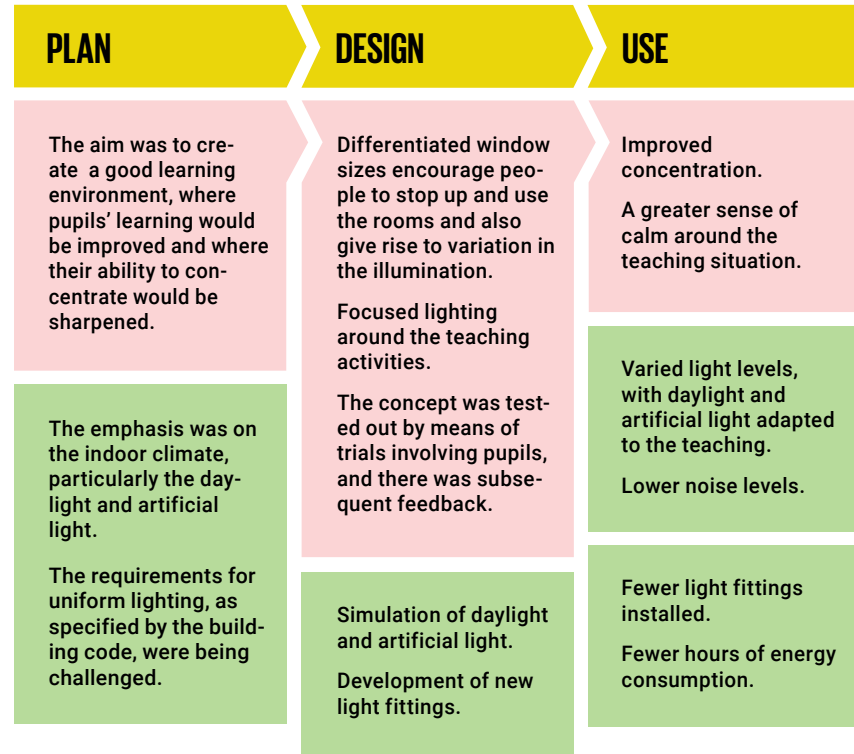 PLAN
The aim was to cre-
ate a good learning
environment, where
pupils’ learning would
be improved and where
their ability to con-
centrate would be
sharpened.
The emphasis was on
the indoor climate,
particularly the day-
light and artificial
light.
The requirements for
uniform lighting, as
specified by the build-
ing code, were being
challenged.
DESIGN
Differentiated window
sizes encourage peo-
ple to stop up and use
the rooms and also
give rise to variation in
the illumination.
Focused lighting
around the teaching
activities.
The concept was test-
ed out by means of
trials involving pupils,
and there was subse-
quent feedback.
Simulation of daylight
and artificial light.
Development of new
light fittings.
USE
Improved
concentration.
A greater sense of
calm around the
teaching situation.
Varied light levels,
with daylight and
artificial light adapted
to the teaching.
Lower noise levels.
Fewer light fittings
installed.
Fewer hours of energy
consumption.